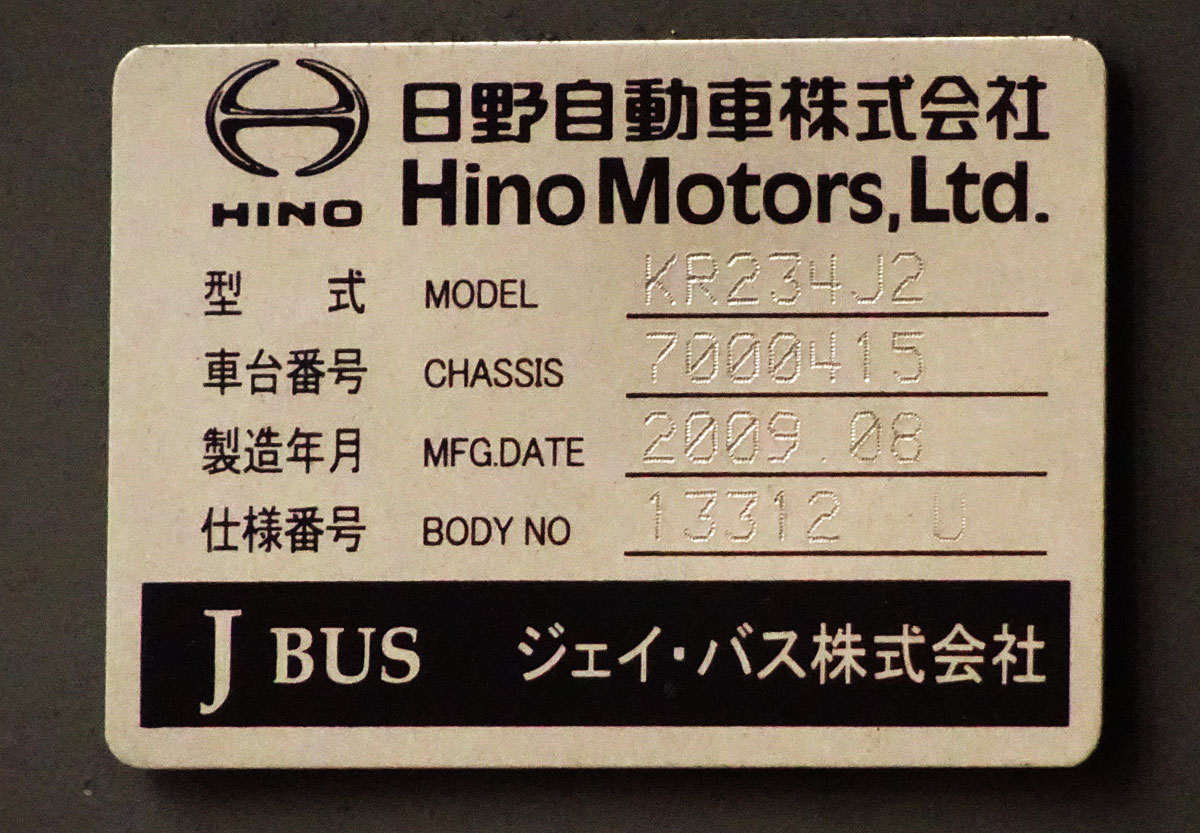 日野自動車株式会社
HINO Hino Motors, Ltd.
型 式 MODEL KR234J2
車台番号 CHASSIS 7000415
製造年月 MFG.DATE 2009.08
仕様番号 BODY NO 13312 U
J BUS ジェイ・バス株式会社